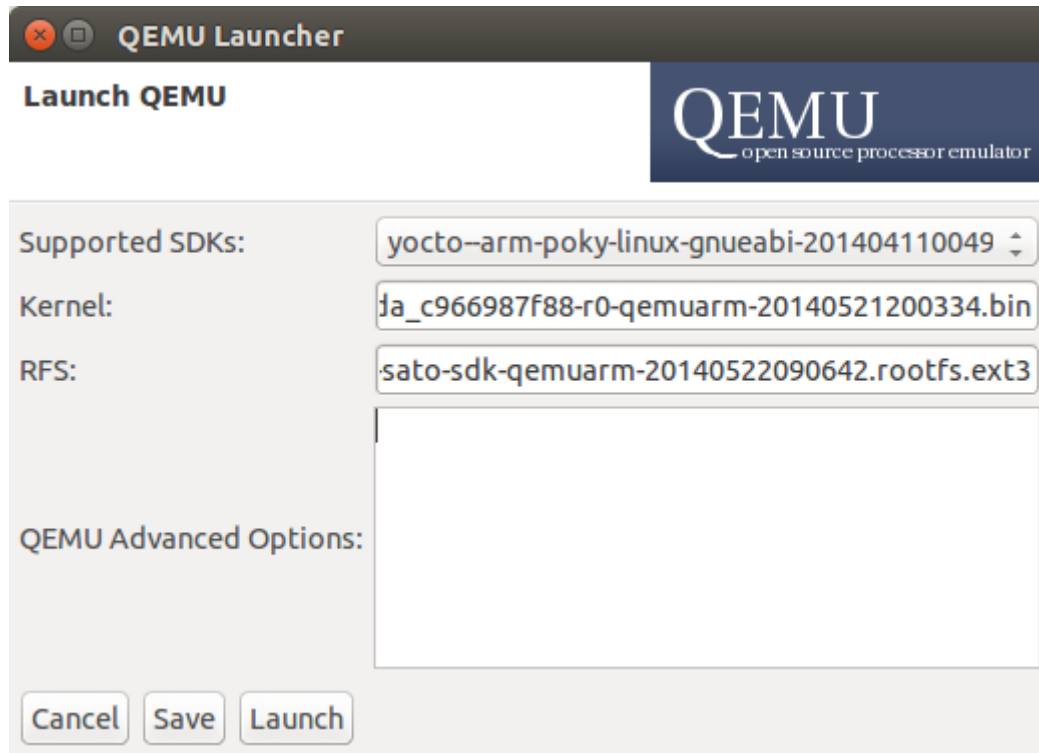 QEMU Launcher
Launch QEMU
QEMU
open source processor emulator
Supported SDKs:
yocto--arm-poky-linux-gnueabi-201404110049
Kernel:
da_c966987f88-r0-qemuarm-20140521200334.bin
RFS:
-sato-sdk-qemuarm-20140522090642.rootfs.ext3
QEMU Advanced Options:
Cancel
Save
Launch